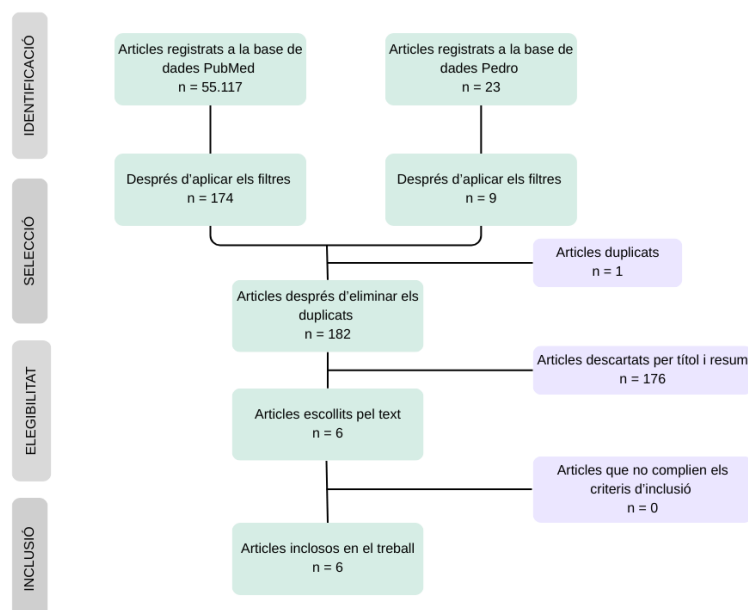 IDENTIFICACIÓ
Articles registrats a la base de
dades PubMed
n = 55.117
Articles registrats a la base de
dades Pedro
n = 23
Després d'aplicar els filtres
n = 174
Després d'aplicar els filtres
n = 9
SELECCIÓ
Articles duplicats
n = 1
Articles després d'eliminar els
duplicats
n = 182
ELEGIBILITAT
Articles descartats per títol i resum
n = 176
Articles escollits pel text
n = 6
Articles que no complien els
criteris d'inclusió
n = 0
INCLUSIÓ
Articles inclosos en el treball
n = 6